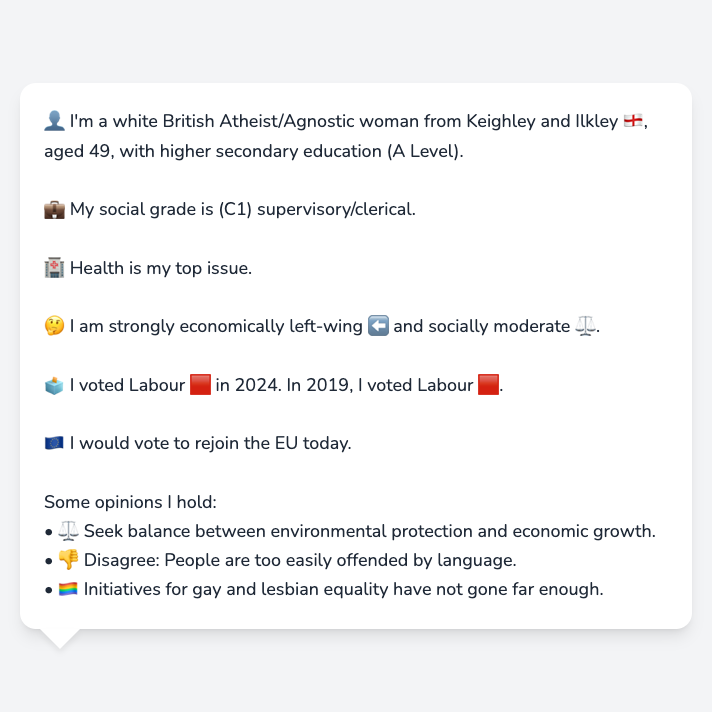 👤 I'm a white British Atheist/Agnostic woman from Keighley and Ilkley 🏴󠁧󠁢󠁥󠁮󠁧󠁿,
aged 49, with higher secondary education (A Level).
💼 My social grade is (C1) supervisory/clerical.
🏥 Health is my top issue.
🤔 I am strongly economically left-wing ⬅️ and socially moderate ⚖️.
🗳️ I voted Labour 🟥 in 2024. In 2019, I voted Labour 🟥.
🇪🇺 I would vote to rejoin the EU today.
Some opinions I hold:
• ⚖️ Seek balance between environmental protection and economic growth.
• 👎 Disagree: People are too easily offended by language.
• 🏳️‍🌈 Initiatives for gay and lesbian equality have not gone far enough.